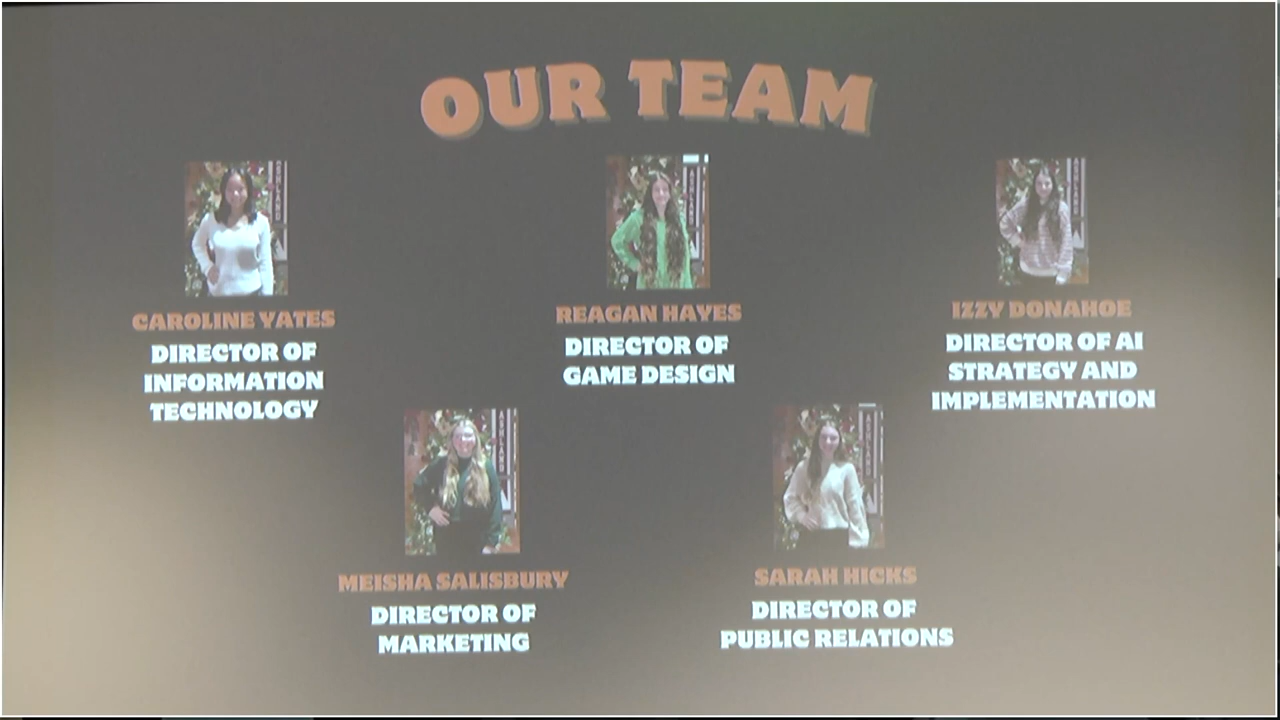 OUR TEAM
CAROLINE YATES
DIRECTOR OF
INFORMATION
TECHNOLOGY
REAGAN HAYES
DIRECTOR OF
GAME DESIGN
IZZY DONAHOE
DIRECTOR OF AI
STRATEGY AND
IMPLEMENTATION
MEISHA SALISBURY
DIRECTOR OF
MARKETING
SARAH HICKS
DIRECTOR OF
PUBLIC RELATIONS